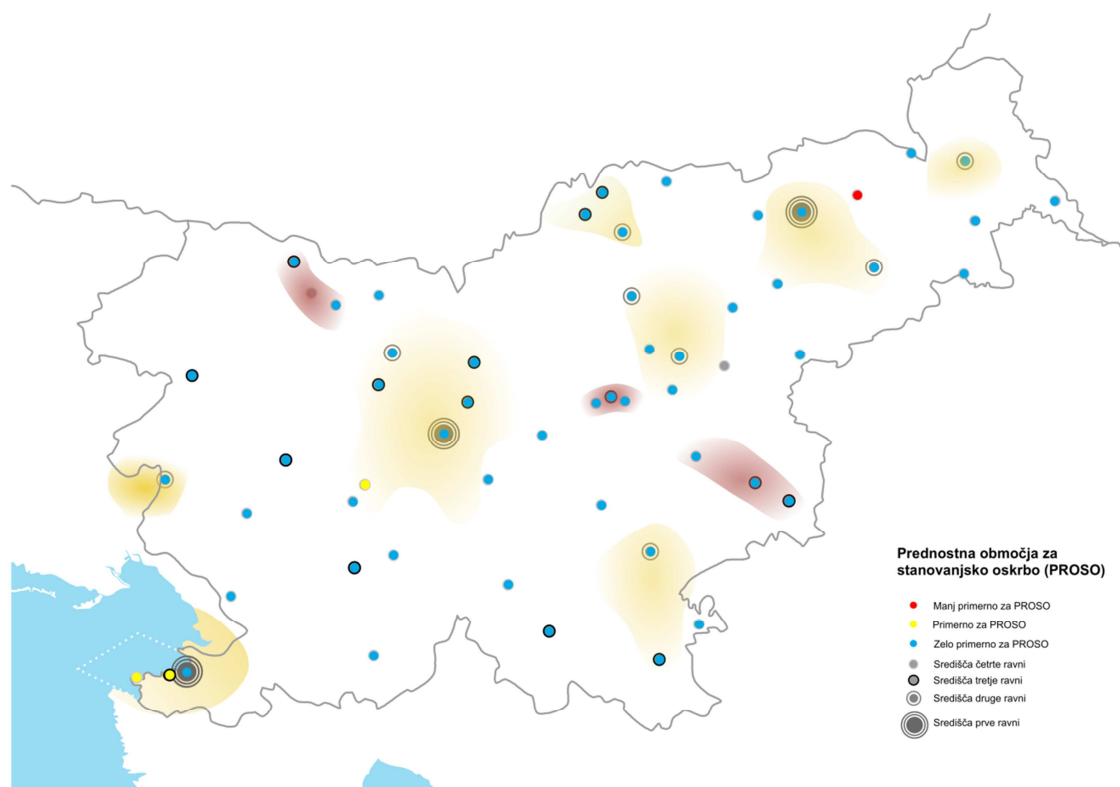 Prednostna območja za
stanovanjsko oskrbo (PROSO)
Manj primerno za PROSO
Primerno za PROSO
Zelo primerno za PROSO
Središča četrte ravni
Središča tretje ravni
Središča druge ravni
Središča prve ravni